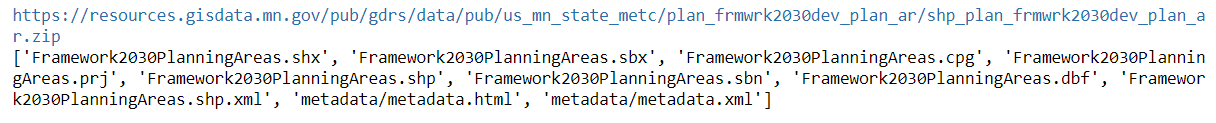 https://resources.gisdata.mn.gov/pub/gdrs/data/pub/us_mn_state_metc/plan_frmwrk2030dev_plan_ar/shp_plan_frmwrk2030dev_plan_a
r.zip
['Framework2030PlanningAreas.shx', 'Framework2030PlanningAreas.sbx', 'Framework2030PlanningAreas.cpg', 'Framework2030Plannin
gAreas.prj', 'Framework2030PlanningAreas.shp', 'Framework2030PlanningAreas.sbn', 'Framework2030PlanningAreas.dbf', 'Framewor
k2030PlanningAreas.shp.xml', 'metadata/metadata.html', 'metadata/metadata.xml']